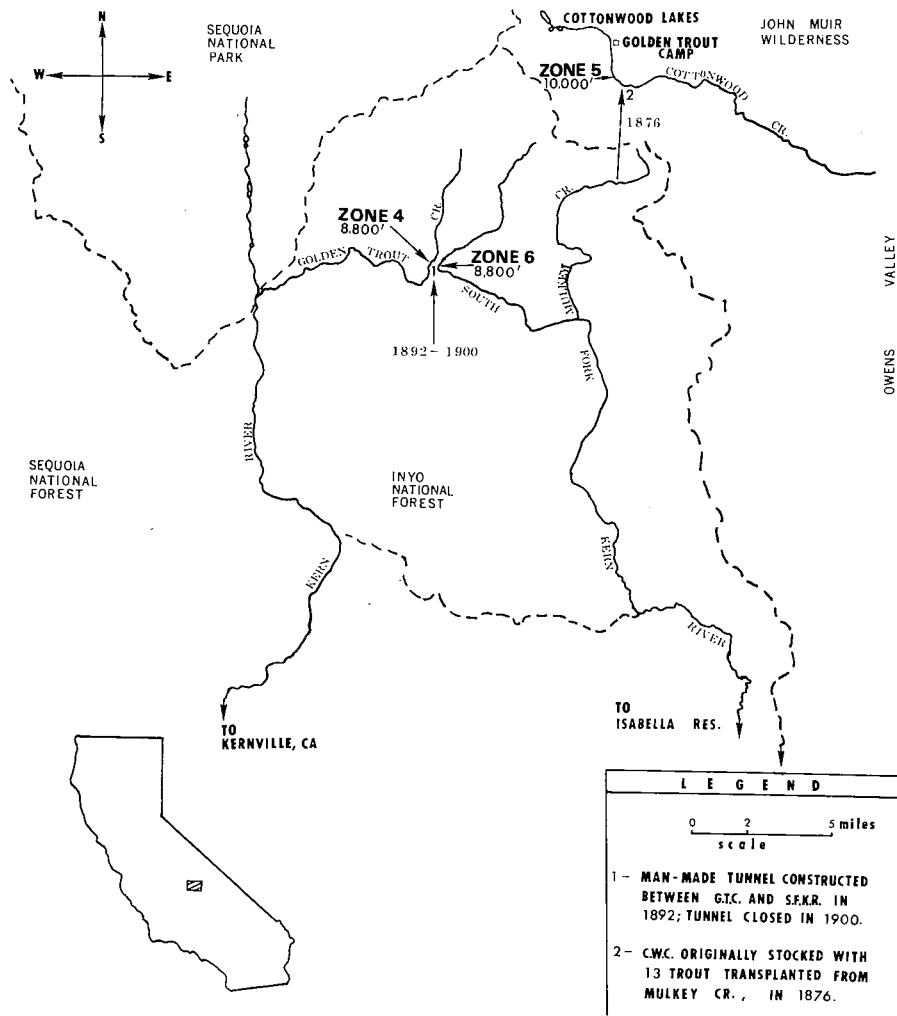 N
W
E
S
SEQUOIA
NATIONAL
PARK
COTTONWOOD LAKES
GOLDEN TROUT
CAMP
JOHN MUIR
WILDERNESS
ZONE 5
10,000'
2
COTTONWOOD
CR.
1876
ZONE 4
8,800'
CR.
GOLDEN
TROUT
1
ZONE 6
8,800'
CR.
MULKEY
SOUTH
FORK
KERN
RIVER
1892 - 1900
OWENS
VALLEY
RIVER
KERN
SEQUOIA
NATIONAL
FOREST
INYO
NATIONAL
FOREST
TO
KERNVILLE, CA
TO
ISABELLA RES.
LEGEND
0 2 5 miles
scale
1 - MAN-MADE TUNNEL CONSTRUCTED
BETWEEN G.T.C. AND S.F.K.R. IN
1892; TUNNEL CLOSED IN 1900.
2 - C.W.C. ORIGINALLY STOCKED WITH
13 TROUT TRANSPLANTED FROM
MULKEY CR., IN 1876.